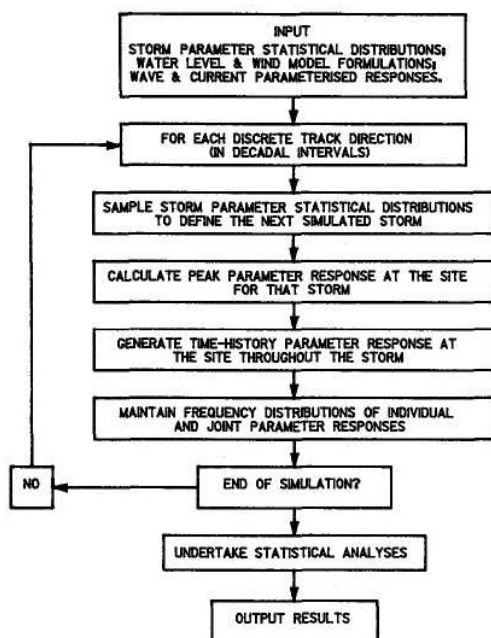 INPUT
STORM PARAMETER STATISTICAL DISTRIBUTIONS;
WATER LEVEL & WIND MODEL FORMULATIONS;
WAVE & CURRENT PARAMETERISED RESPONSES.
FOR EACH DISCRETE TRACK DIRECTION
(IN DECADAL INTERVALS)
SAMPLE STORM PARAMETER STATISTICAL DISTRIBUTIONS
TO DEFINE THE NEXT SIMULATED STORM
CALCULATE PEAK PARAMETER RESPONSE AT THE SITE
FOR THAT STORM
GENERATE TIME-HISTORY PARAMETER RESPONSE AT
THE SITE THROUGHOUT THE STORM
MAINTAIN FREQUENCY DISTRIBUTIONS OF INDIVIDUAL
AND JOINT PARAMETER RESPONSES
NO
END OF SIMULATION?
UNDERTAKE STATISTICAL ANALYSES
OUTPUT RESULTS